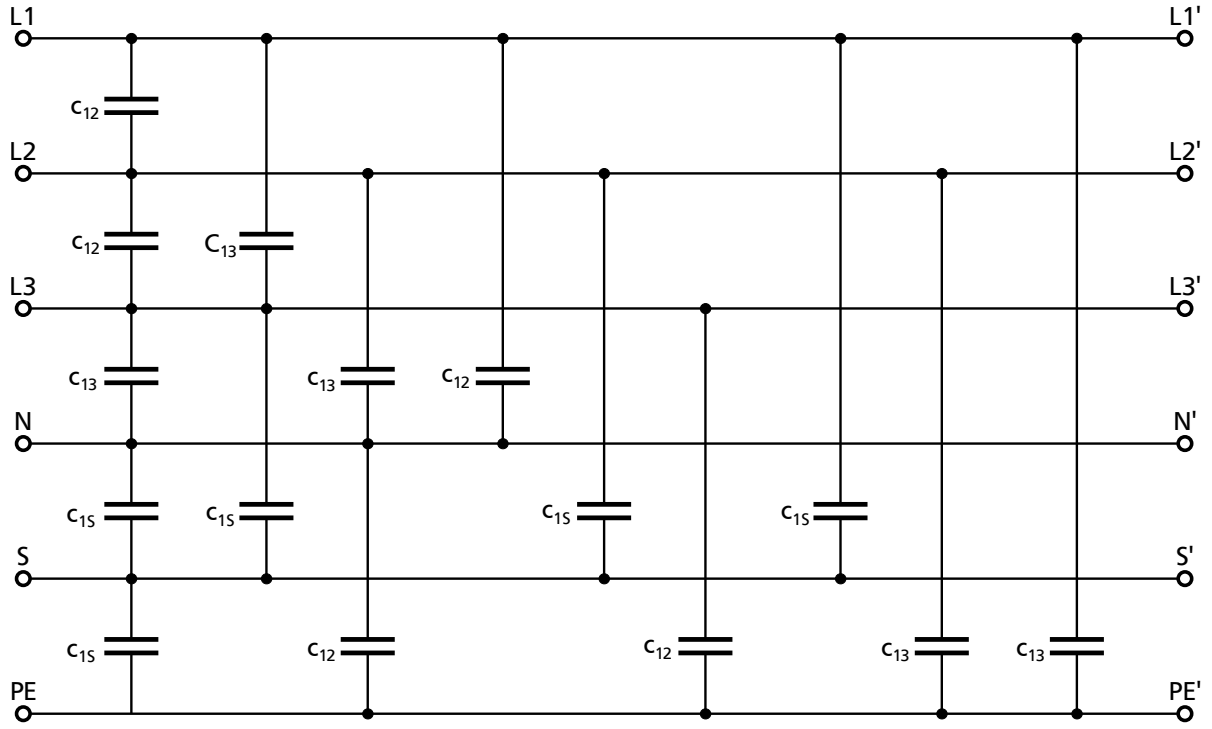 L1 L1'
c12
L2 L2'
c12 C13
L3 L3'
c13 c13 c12
N N'
c1S c1S c1S c1S
S S'
c1S c12 c12 c13 c13
PE PE'